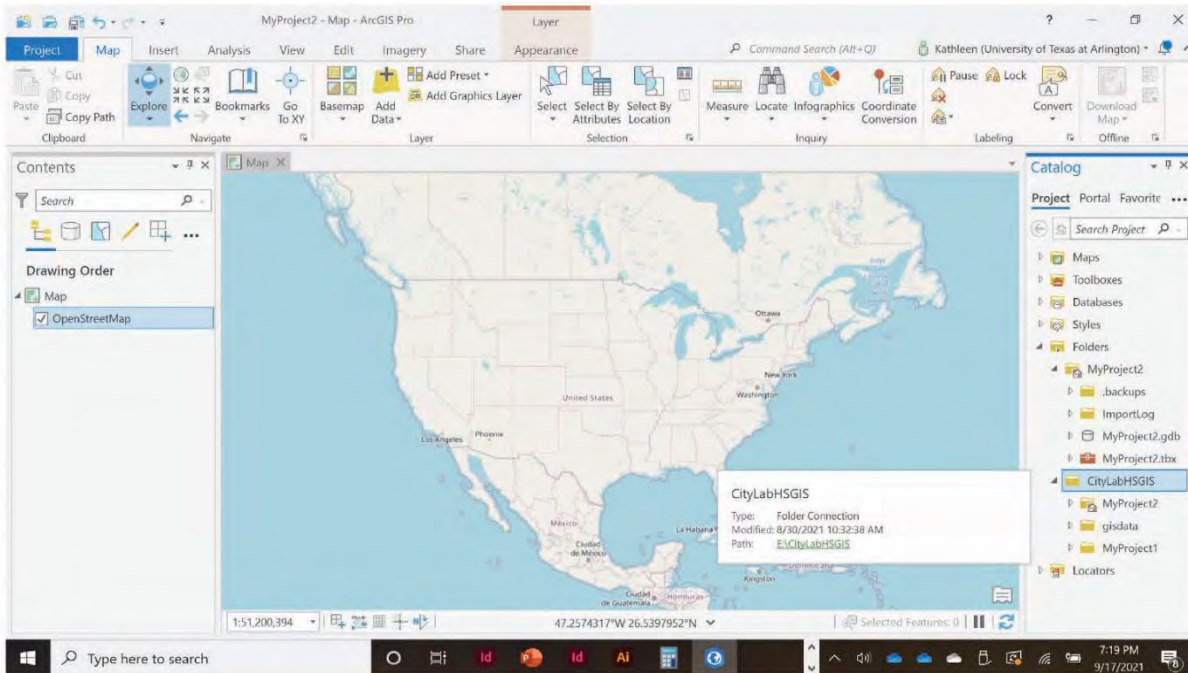 MyProject2 - Map - ArcGIS Pro
Layer
?
Project
Map
Insert
Analysis
View
Edit
Imagery
Share
Appearance
Command Search (Alt+Q)
Kathleen (University of Texas at Arlington)
Paste
Cut
Copy
Copy Path
Clipboard
Explore
Bookmarks
Go To XY
Navigate
Basemap
Add Data
Add Preset
Add Graphics Layer
Layer
Select
Select By Attributes
Select By Location
Selection
Measure
Locate
Infographics
Coordinate Conversion
Inquiry
Pause
Lock
Labeling
Convert
Download Map
Offline
Contents
Search
Drawing Order
Map
OpenStreetMap
Map
Ottawa
New York
Washington
United States
Los Angeles
Phoenix
México
Ciudad de México
La Habana
Kingston
Ciudad de Guatemala
Honduras
CityLabHSGIS
Type: Folder Connection
Modified: 8/30/2021 10:32:38 AM
Path: E:\CityLabHSGIS
1:51,200,394
47.2574317°W 26.5397952°N
Selected Features: 0
Catalog
Project Portal Favorite
Search Project
Maps
Toolboxes
Databases
Styles
Folders
MyProject2
.backups
ImportLog
MyProject2.gdb
MyProject2.tbx
CityLabHSGIS
MyProject2
gisdata
MyProject1
Locators
Type here to search
Id
P
Id
Ai
7:19 PM
9/17/2021
8